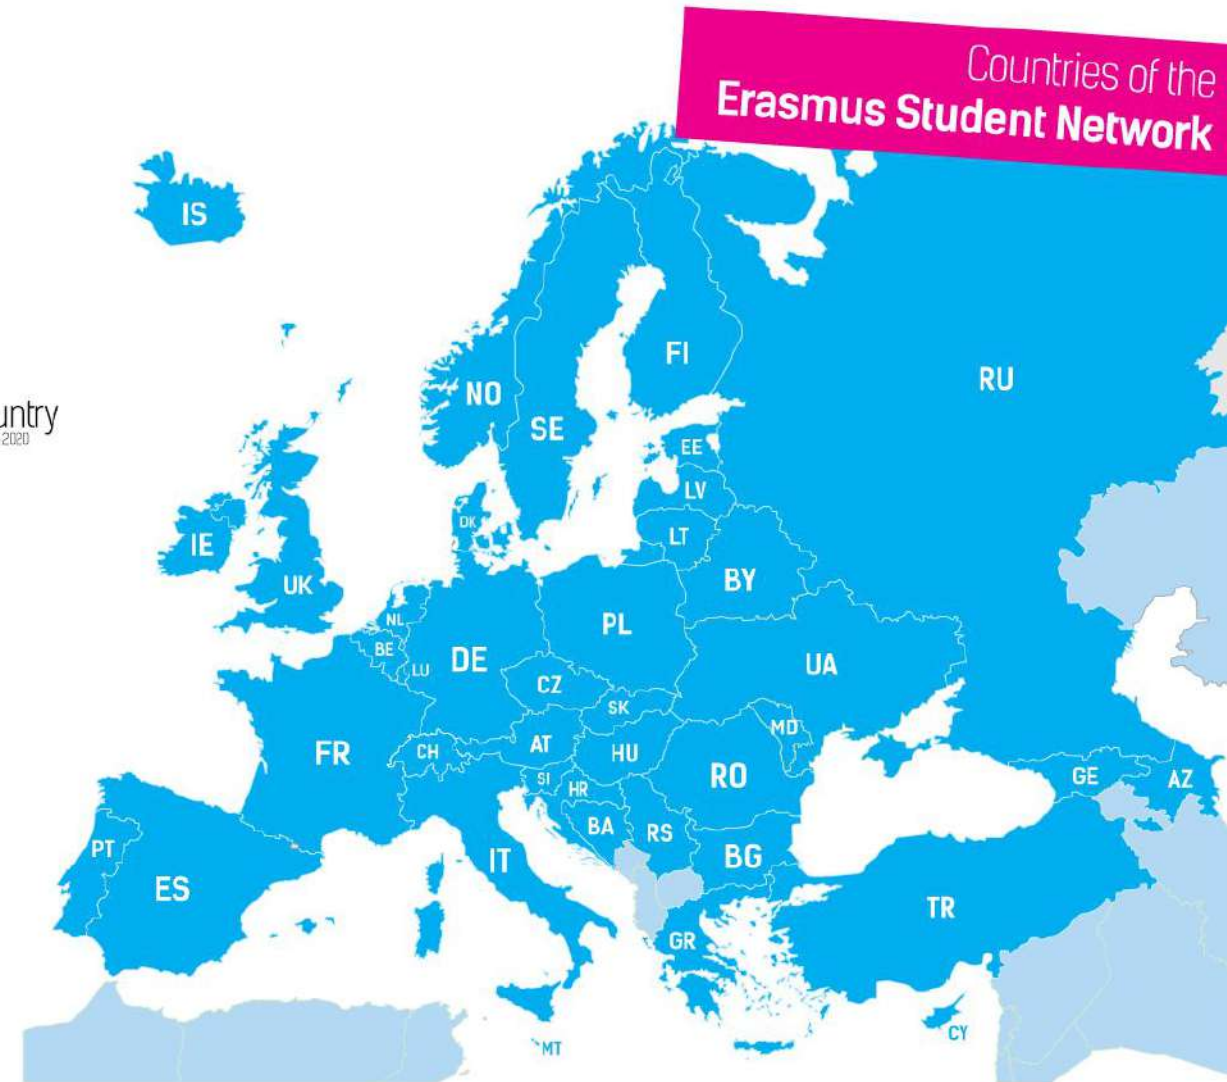 Countries of the
Erasmus Student Network
IS
FI
RU
NO
untry
2020
SE
EE
LV
DK
LT
IE
BY
UK
NL
PL
BE
DE
UA
LU
CZ
SK
MD
AT
HU
CH
FR
RO
GE
AZ
SI
HR
BA
RS
PT
BG
IT
ES
TR
GR
CY
MT